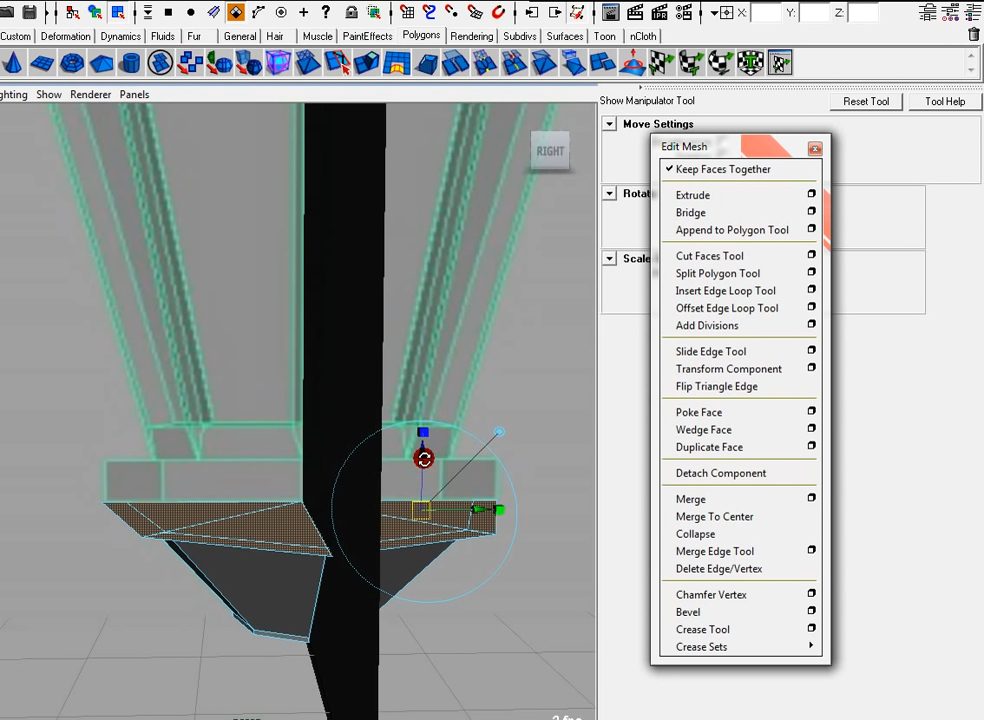 X: Y: Z:
Custom Deformation Dynamics Fluids Fur General Hair Muscle PaintEffects Polygons Rendering Subdivs Surfaces Toon nCloth
ghting Show Renderer Panels
Show Manipulator Tool Reset Tool Tool Help
Move Settings
Rotat
Scale
RIGHT
Edit Mesh
Keep Faces Together
Extrude
Bridge
Append to Polygon Tool
Cut Faces Tool
Split Polygon Tool
Insert Edge Loop Tool
Offset Edge Loop Tool
Add Divisions
Slide Edge Tool
Transform Component
Flip Triangle Edge
Poke Face
Wedge Face
Duplicate Face
Detach Component
Merge
Merge To Center
Collapse
Merge Edge Tool
Delete Edge/Vertex
Chamfer Vertex
Bevel
Crease Tool
Crease Sets